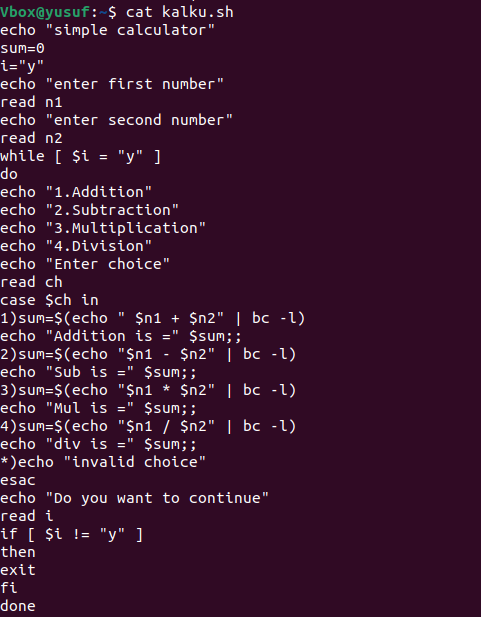 Vbox@yusuf:~$ cat kalku.sh
echo "simple calculator"
sum=0
i="y"
echo "enter first number"
read n1
echo "enter second number"
read n2
while [ $i = "y" ]
do
echo "1.Addition"
echo "2.Subtraction"
echo "3.Multiplication"
echo "4.Division"
echo "Enter choice"
read ch
case $ch in
1)sum=$(echo " $n1 + $n2" | bc -l)
echo "Addition is =" $sum;;
2)sum=$(echo "$n1 - $n2" | bc -l)
echo "Sub is =" $sum;;
3)sum=$(echo "$n1 * $n2" | bc -l)
echo "Mul is =" $sum;;
4)sum=$(echo "$n1 / $n2" | bc -l)
echo "div is =" $sum;;
*)echo "invalid choice"
esac
echo "Do you want to continue"
read i
if [ $i != "y" ]
then
exit
fi
done